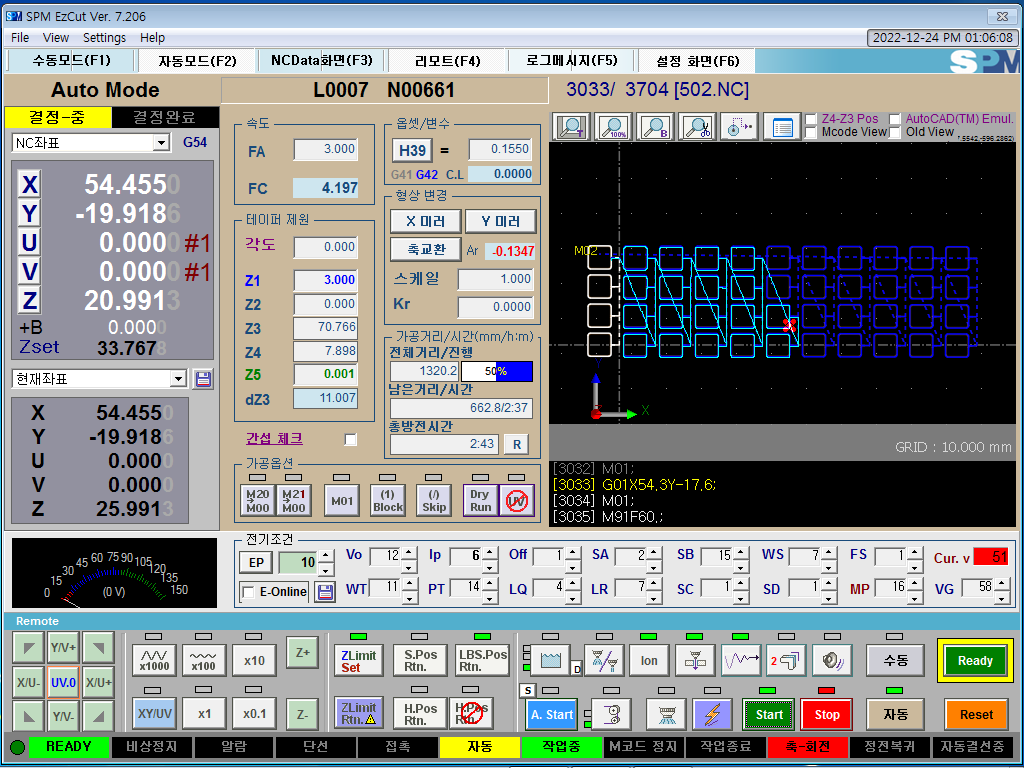 SPM EzCut Ver. 7.206
File View Settings Help
2022-12-24 PM 01:06:08
수동모드(F1) 자동모드(F2) NCData화면(F3) 리모트(F4) 로그메시지(F5) 설정 화면(F6)
SPM
Auto Mode
L0007 N00661
3033/ 3704 [502.NC]
결정-중 결정완료
NC좌표 G54
X 54.4550
Y -19.9186
U 0.0000 #1
V 0.0000 #1
Z 20.9913
+B 0.0000
Zset 33.7678
현재좌표
X 54.4550
Y -19.9186
U 0.0000
V 0.0000
Z 25.9913
속도
FA 3.000
FC 4.197
테이퍼 제원
각도 0.000
Z1 3.000
Z2 0.000
Z3 70.766
Z4 7.898
Z5 0.001
dZ3 11.007
간섭 체크
옵셋/변수
H39 = 0.1550
G41 G42 C.L 0.0000
형상 변경
X 미러 Y 미러
축교환 Ar -0.1347
스케일 1.000
Kr 0.0000
가공거리/시간(mm/h:m)
전체거리/진행
1320.2 50%
남은거리/시간
662.8/2:37
총방전시간
2:43 R
가공옵션
M20 M00
M21 M00
M01
(1) Block
(/) Skip
Dry Run
UV
T 100% B
Z4-Z3 Pos AutoCAD(TM) Emul.
Mcode View Old View
M02
X
GRID : 10.000 mm
[3032] M01;
[3033] G01X54,3Y-17,6;
[3034] M01;
[3035] M91F60,;
0 15 30 45 60 75 90 105 120 135 150
(0 V)
전기조건
EP 10
E-Online
Vo 12 Ip 6 Off 1 SA 2 SB 15 WS 7 FS 1 Cur. v 51
WT 11 PT 14 LQ 4 LR 7 SC 1 SD 1 MP 16 VG 58
Remote
Y/V+
X/U- UV.0 X/U+
Y/V-
x1000 x100 x10 Z+
XY/UV x1 x0.1 Z-
ZLimit Set
S.Pos Rtn.
LBS.Pos Rtn.
ZLimit Rtn.
H.Pos Rtn.
H.Pos Rtn.
D
Ion
2
수동
Ready
S
A. Start
Start
Stop
자동
Reset
READY 비상정지 알람 단선 접촉 자동 작업중 M코드 정지 작업종료 축-회전 정전복귀 자동결선중